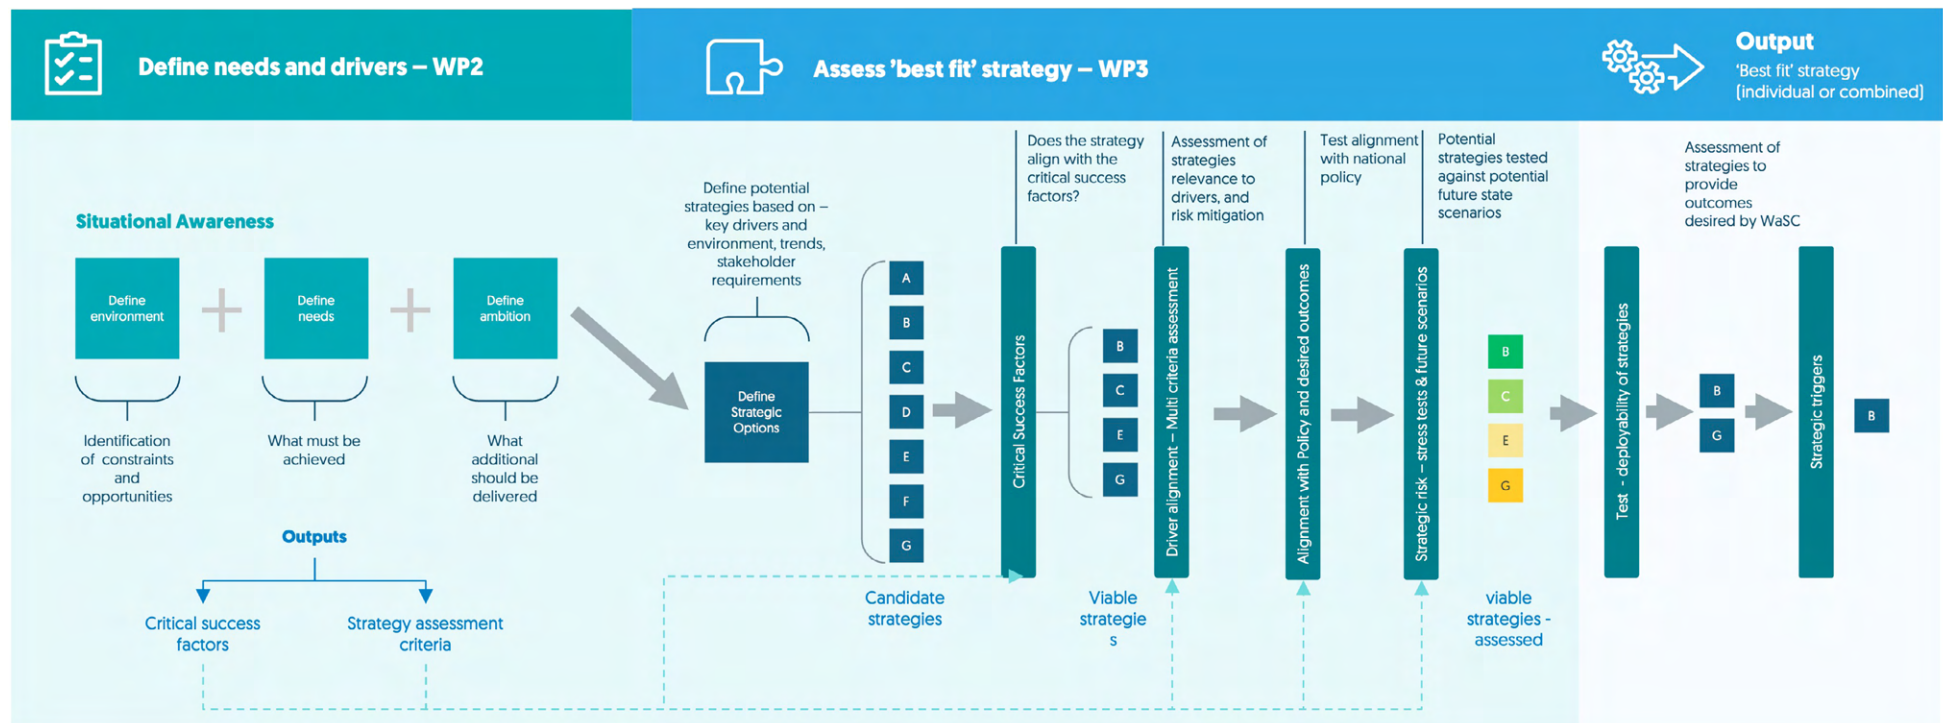 Define needs and drivers – WP2
Assess 'best fit' strategy – WP3
Output
'Best fit' strategy
(individual or combined)
Situational Awareness
Define
environment
Define
needs
Define
ambition
Identification
of constraints
and
opportunities
What must be
achieved
What
additional
should be
delivered
Outputs
Critical success
factors
Strategy assessment
criteria
Define potential
strategies based on –
key drivers and
environment, trends,
stakeholder
requirements
Define
Strategic
Options
A
B
C
D
E
F
G
Candidate
strategies
Does the strategy
align with the
critical success
factors?
Critical Success Factors
B
C
E
G
Viable
strategie
s
Assessment of
strategies
relevance to
drivers, and
risk mitigation
Driver alignment – Multi criteria assessment
Test alignment
with national
policy
Alignment with Policy and desired outcomes
Potential
strategies tested
against potential
future state
scenarios
Strategic risk – stress tests & future scenarios
B
C
E
G
viable
strategies -
assessed
Assessment of
strategies to
provide
outcomes
desired by WaSC
Test - deployability of strategies
B
G
Strategic triggers
B